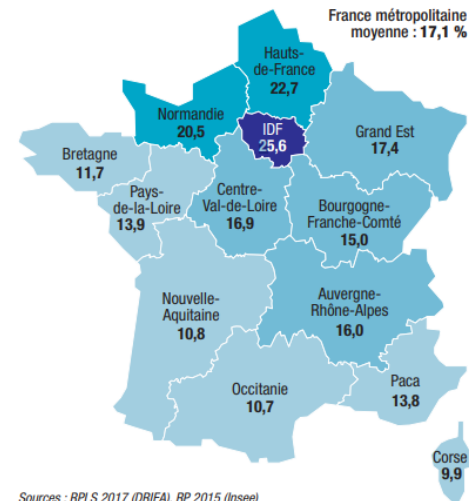 France métropolitaine
moyenne : 17,1 %
Hauts-
de-France
22,7
Normandie
20,5
IDF
25,6
Grand Est
17,4
Bretagne
11,7
Pays-
de-la-Loire
13,9
Centre-
Val-de-Loire
16,9
Bourgogne-
Franche-Comté
15,0
Nouvelle-
Aquitaine
10,8
Auvergne-
Rhône-Alpes
16,0
Occitanie
10,7
Paca
13,8
Corse
9,9
Sources : RPLS 2017 (DRIEA), RP 2015 (Insee)